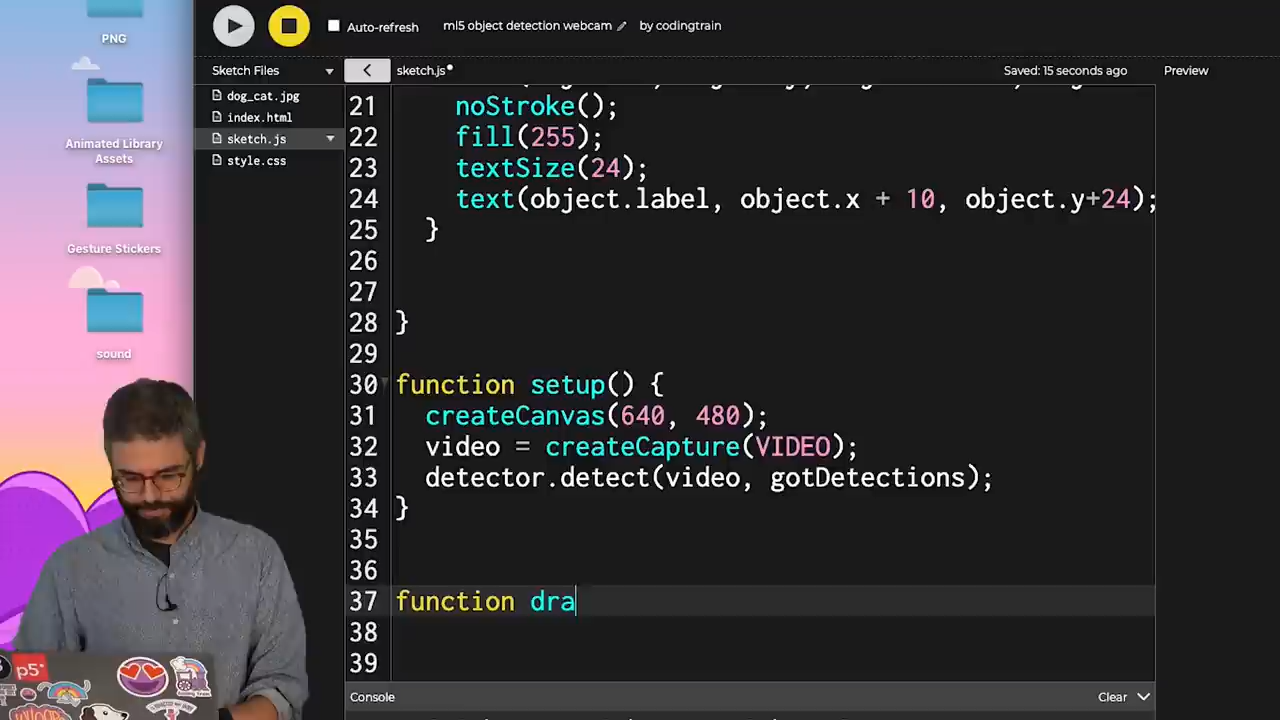 PNG
Animated Library
Assets
Gesture Stickers
sound
Auto-refresh
ml5 object detection webcam
by codingtrain
Sketch Files
sketch.js
Saved: 15 seconds ago
Preview
dog_cat.jpg
index.html
sketch.js
style.css
21 noStroke();
22 fill(255);
23 textSize(24);
24 text(object.label, object.x + 10, object.y+24);
25 }
26
27
28 }
29
30 function setup() {
31 createCanvas(640, 480);
32 video = createCapture(VIDEO);
33 detector.detect(video, gotDetections);
34 }
35
36
37 function dra
38
39
Console
Clear
p5*